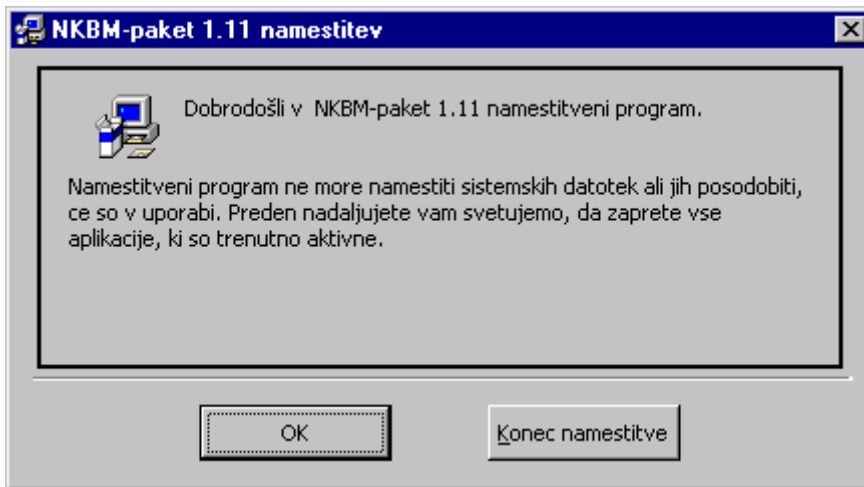 NKBM-paket 1.11 namestitev
Dobrodošli v  NKBM-paket 1.11 namestitveni program.
Namestitveni program ne more namestiti sistemskih datotek ali jih posodobiti,
ce so v uporabi. Preden nadaljujete vam svetujemo, da zaprete vse
aplikacije, ki so trenutno aktivne.
OK
Konec namestitve